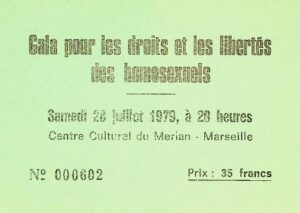 Gala pour les droits et les libertés
des homosexuels
Samedi 28 juillet 1979, à 20 heures
Centre Culturel du Merlan - Marseille
Nº 000602
Prix : 35 francs